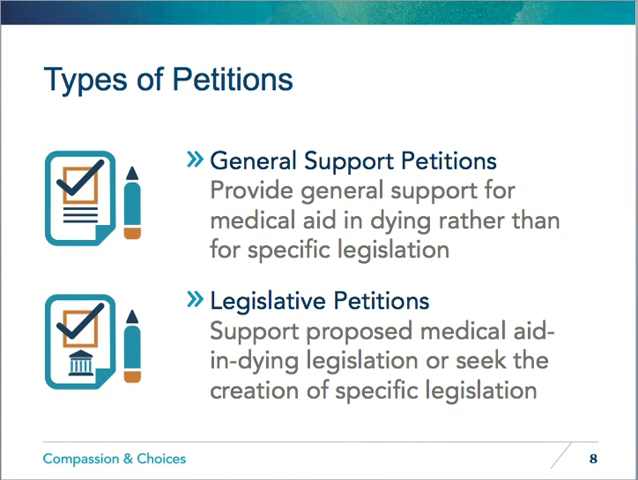 Types of Petitions
» General Support Petitions
Provide general support for
medical aid in dying rather than
for specific legislation
» Legislative Petitions
Support proposed medical aid-
in-dying legislation or seek the
creation of specific legislation
Compassion & Choices
8